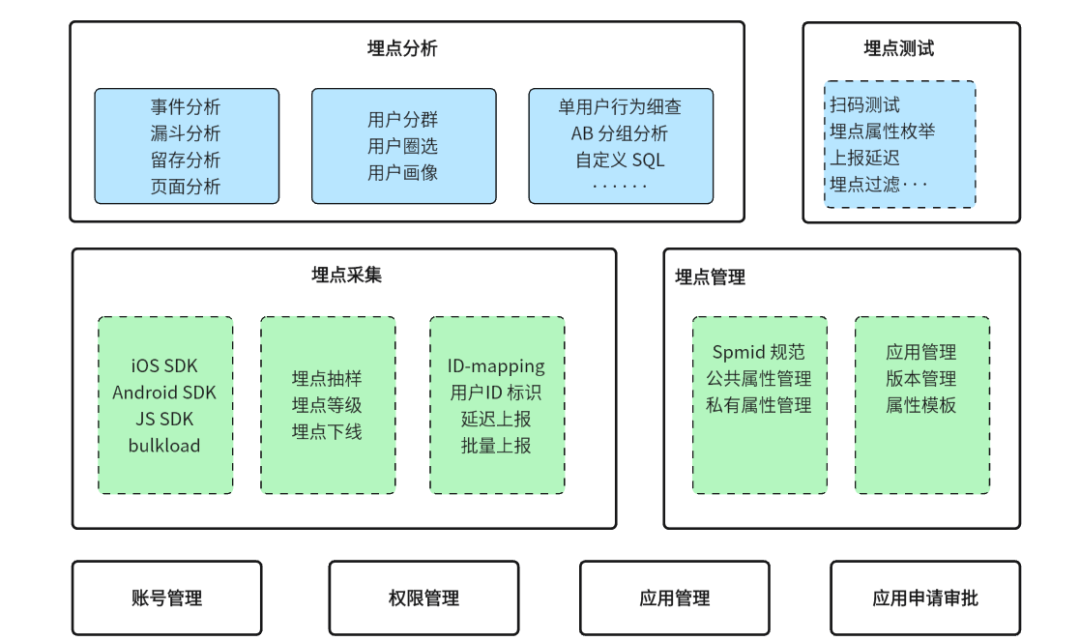 埋点分析
事件分析
漏斗分析
留存分析
页面分析
用户分群
用户圈选
用户画像
单用户行为细查
AB 分组分析
自定义 SQL
······
埋点测试
扫码测试
埋点属性枚举
上报延迟
埋点过滤···
埋点采集
iOS SDK
Android SDK
JS SDK
bulkload
埋点抽样
埋点等级
埋点下线
ID-mapping
用户ID 标识
延迟上报
批量上报
埋点管理
Spmid 规范
公共属性管理
私有属性管理
应用管理
版本管理
属性模板
账号管理
权限管理
应用管理
应用申请审批